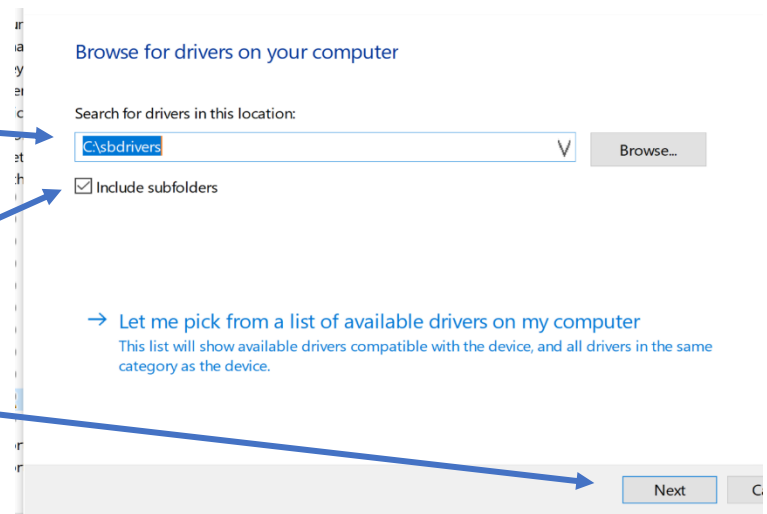 Browse for drivers on your computer
Search for drivers in this location:
C:\sbdrivers
Browse...
Include subfolders
→ Let me pick from a list of available drivers on my computer
This list will show available drivers compatible with the device, and all drivers in the same
category as the device.
Next